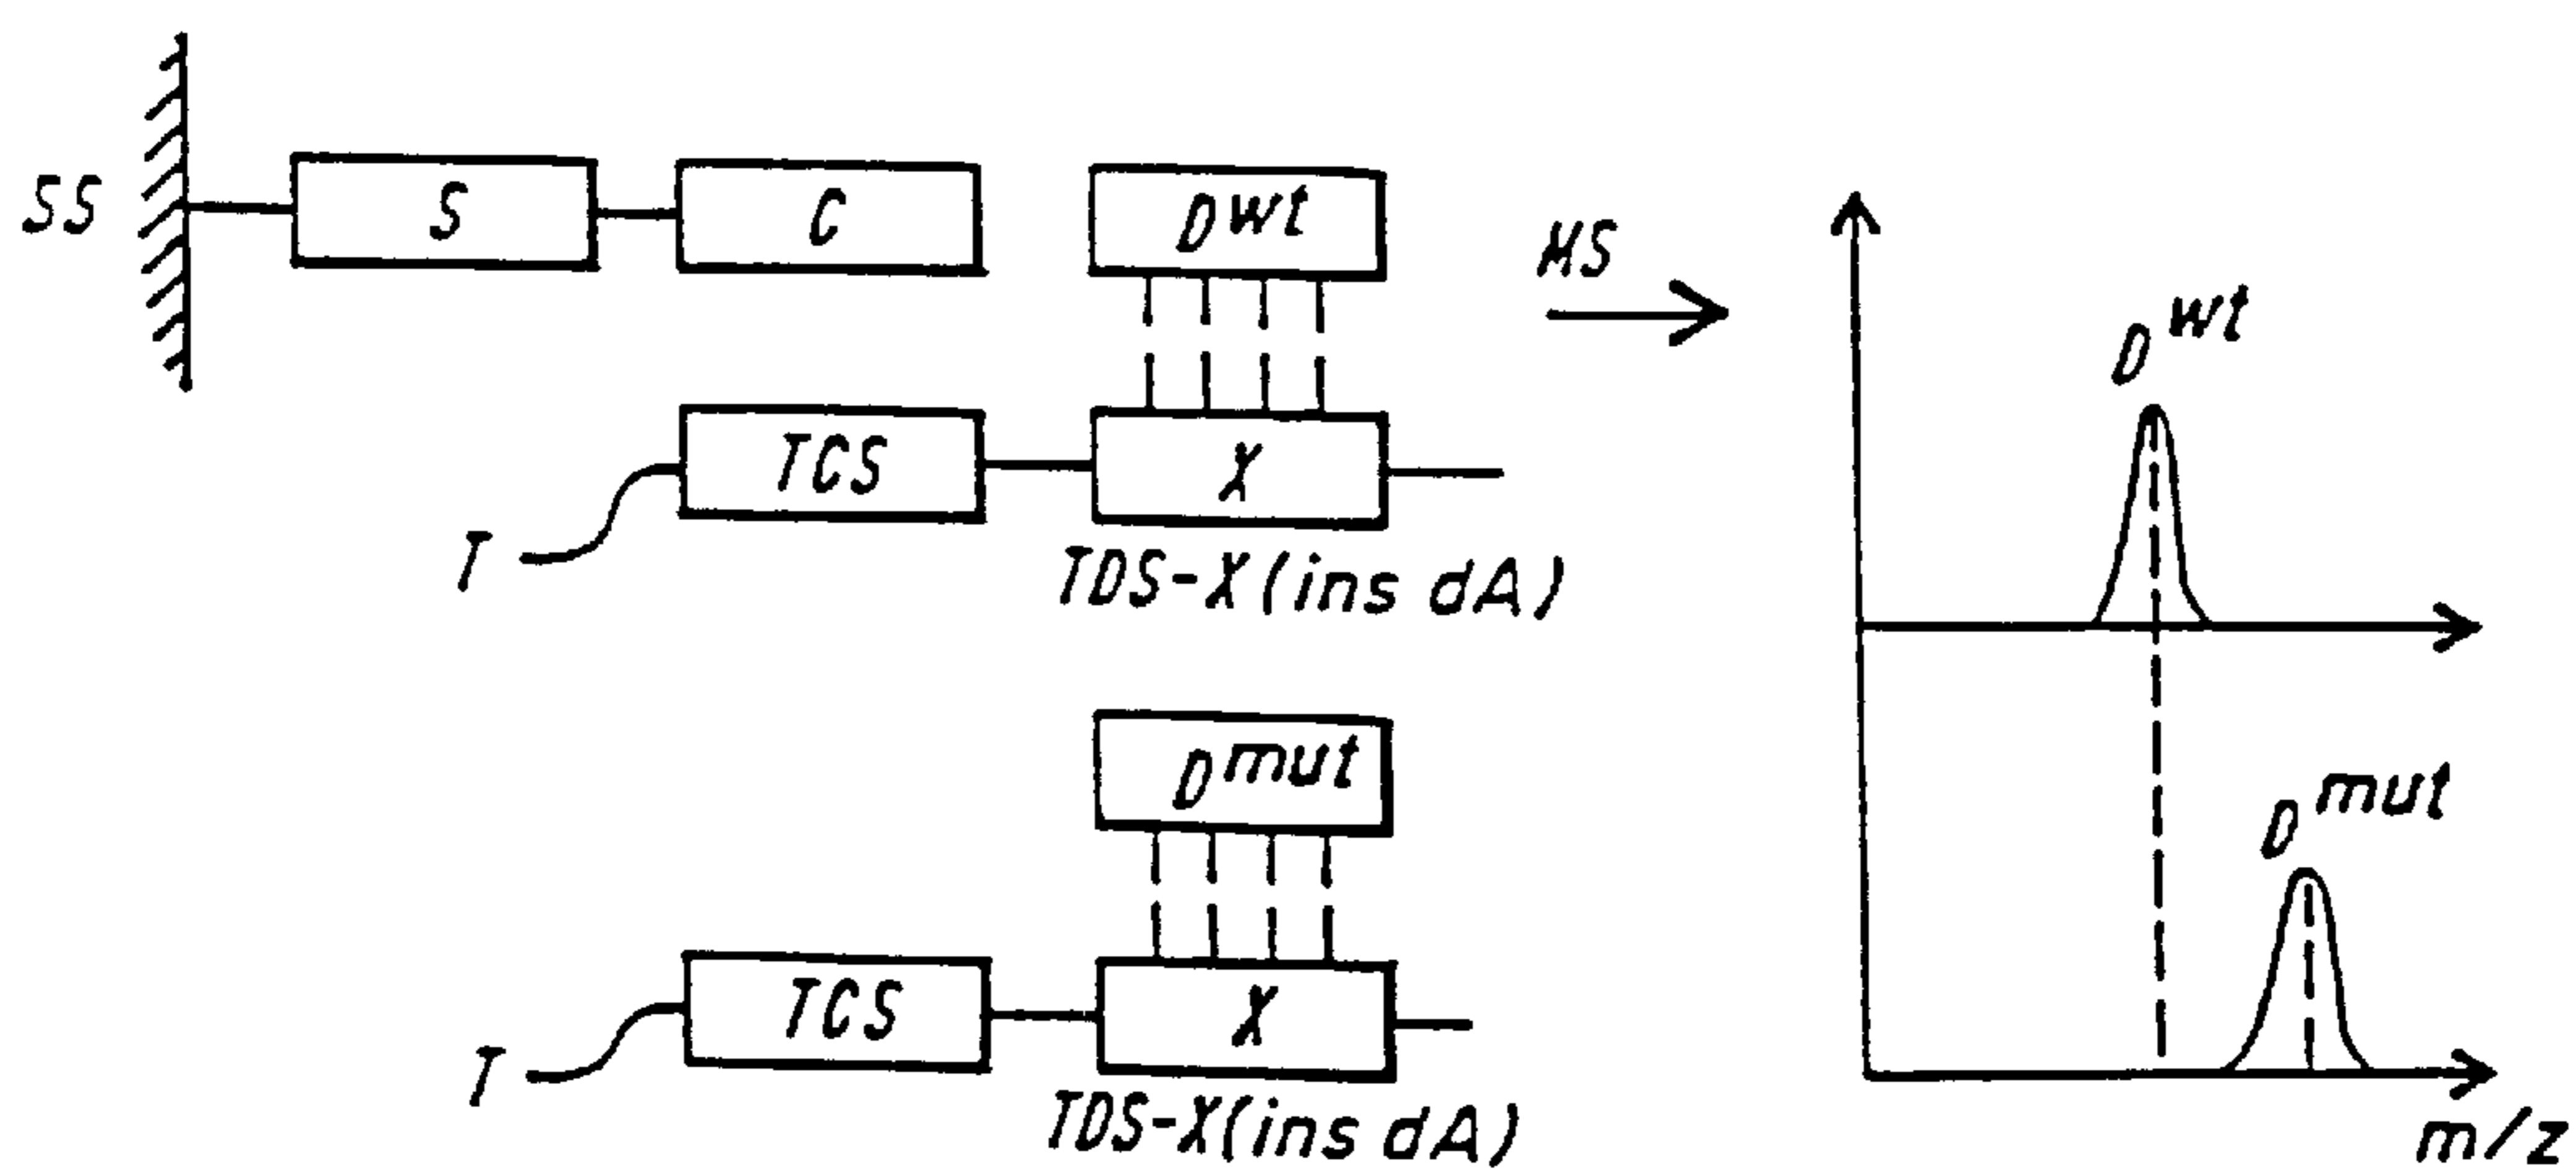 SS
S
C
D wt
MS
TCS
X
T
TDS-X(ins dA)
D wt
D mut
TCS
X
T
TDS-X(ins dA)
D mut
m/z